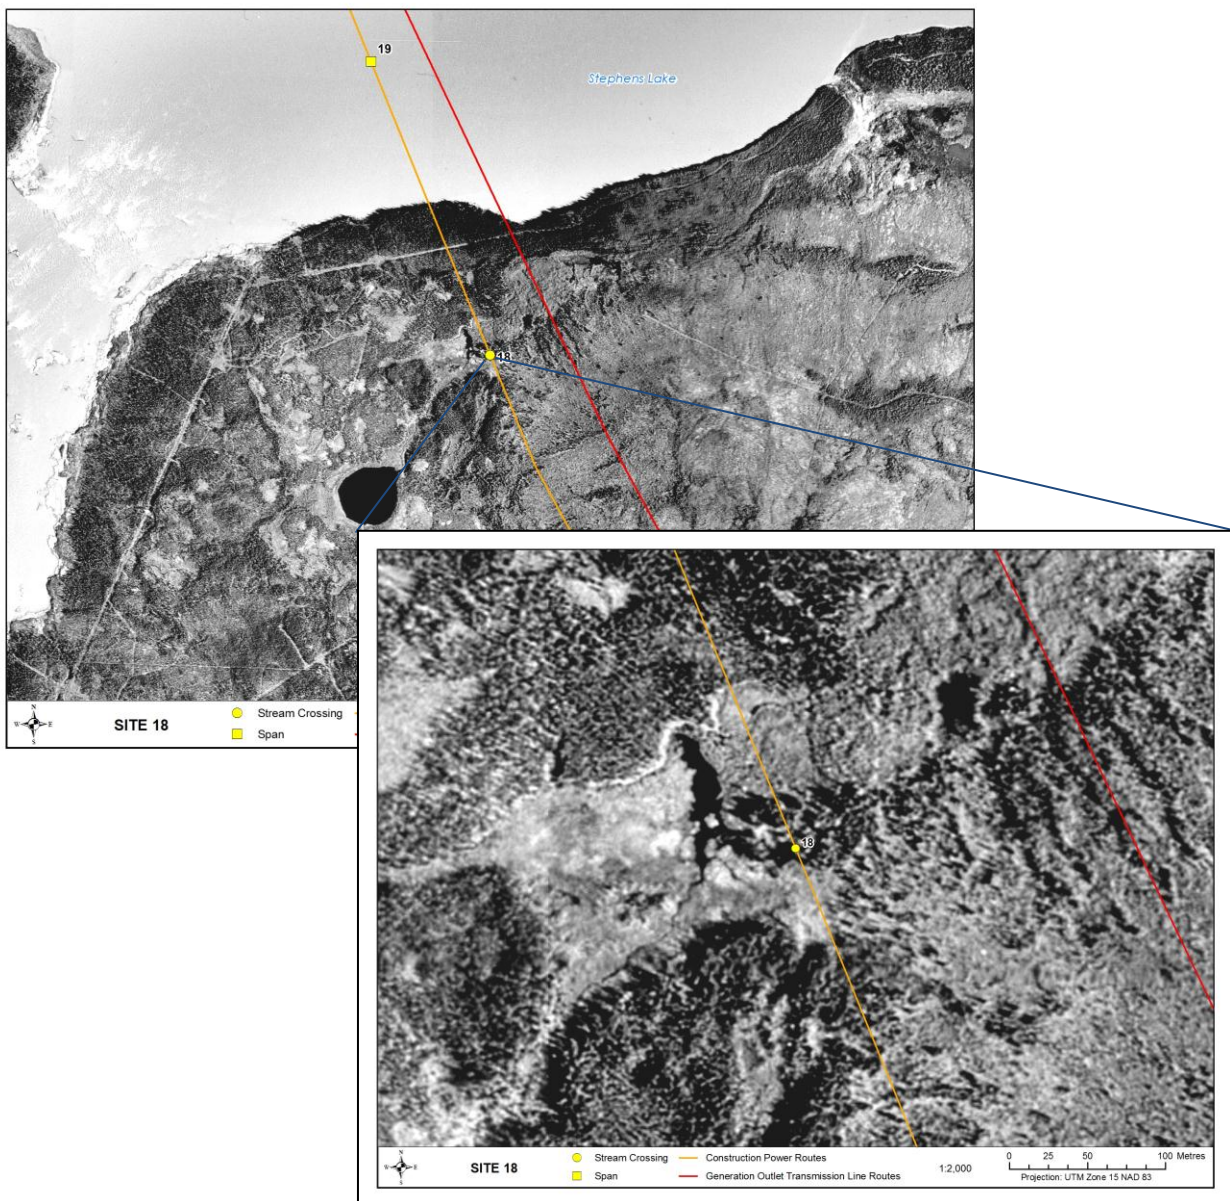 19
Stephens Lake
18
N
W E
S
SITE 18
Stream Crossing
Span
18
N
W E
S
SITE 18
Stream Crossing
Span
Construction Power Routes
Generation Outlet Transmission Line Routes
1:2,000
0 25 50 100 Metres
Projection: UTM Zone 15 NAD 83